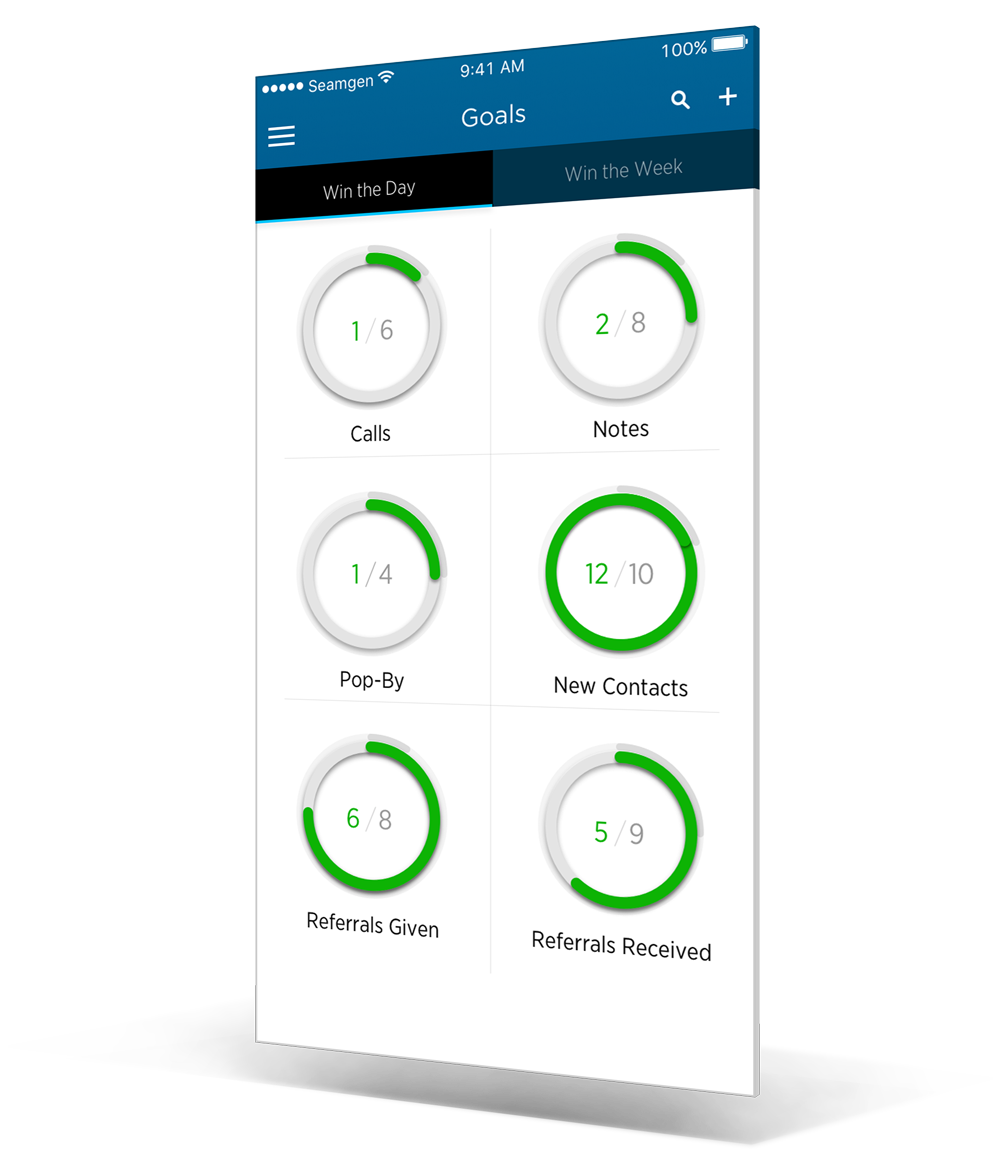 ●●●●● Seamgen 9:41 AM 100%
Goals
Win the Day Win the Week
1/6 2/8
Calls Notes
1/4 12/10
Pop-By New Contacts
6/8 5/9
Referrals Given Referrals Received